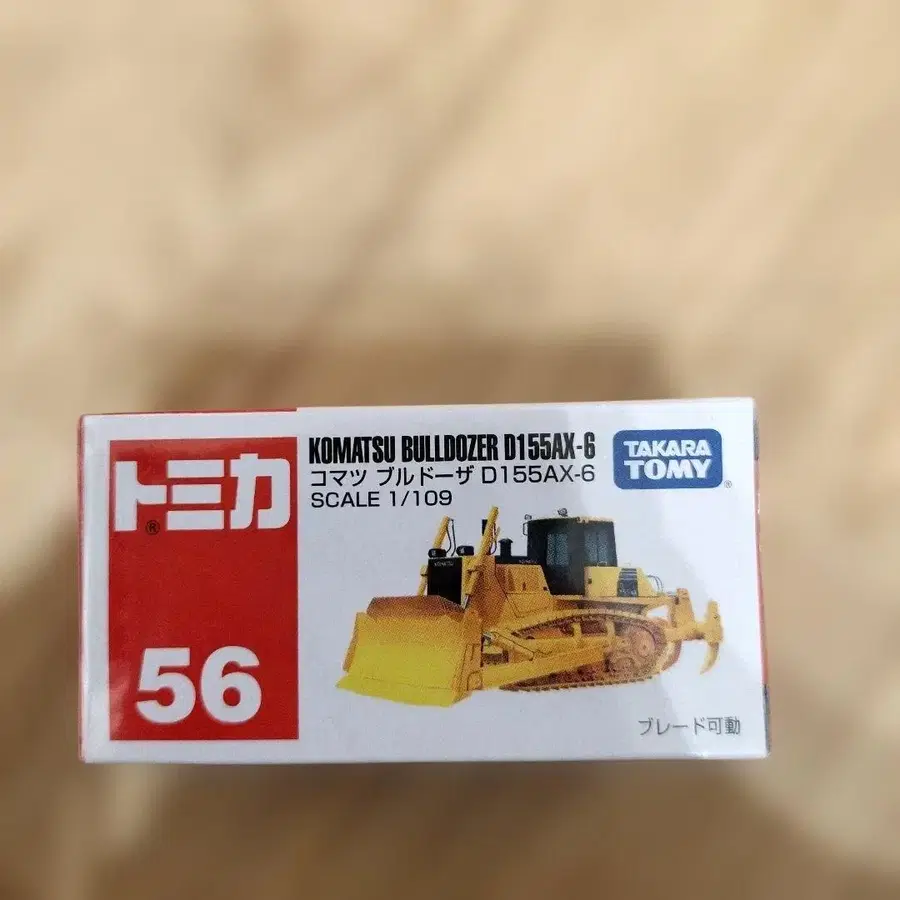 トミカ®
56
KOMATSU BULLDOZER D155AX-6
コマツ ブルドーザ D155AX-6
SCALE 1/109
TAKARA
TOMY®
KOMATSU
ブレード可動